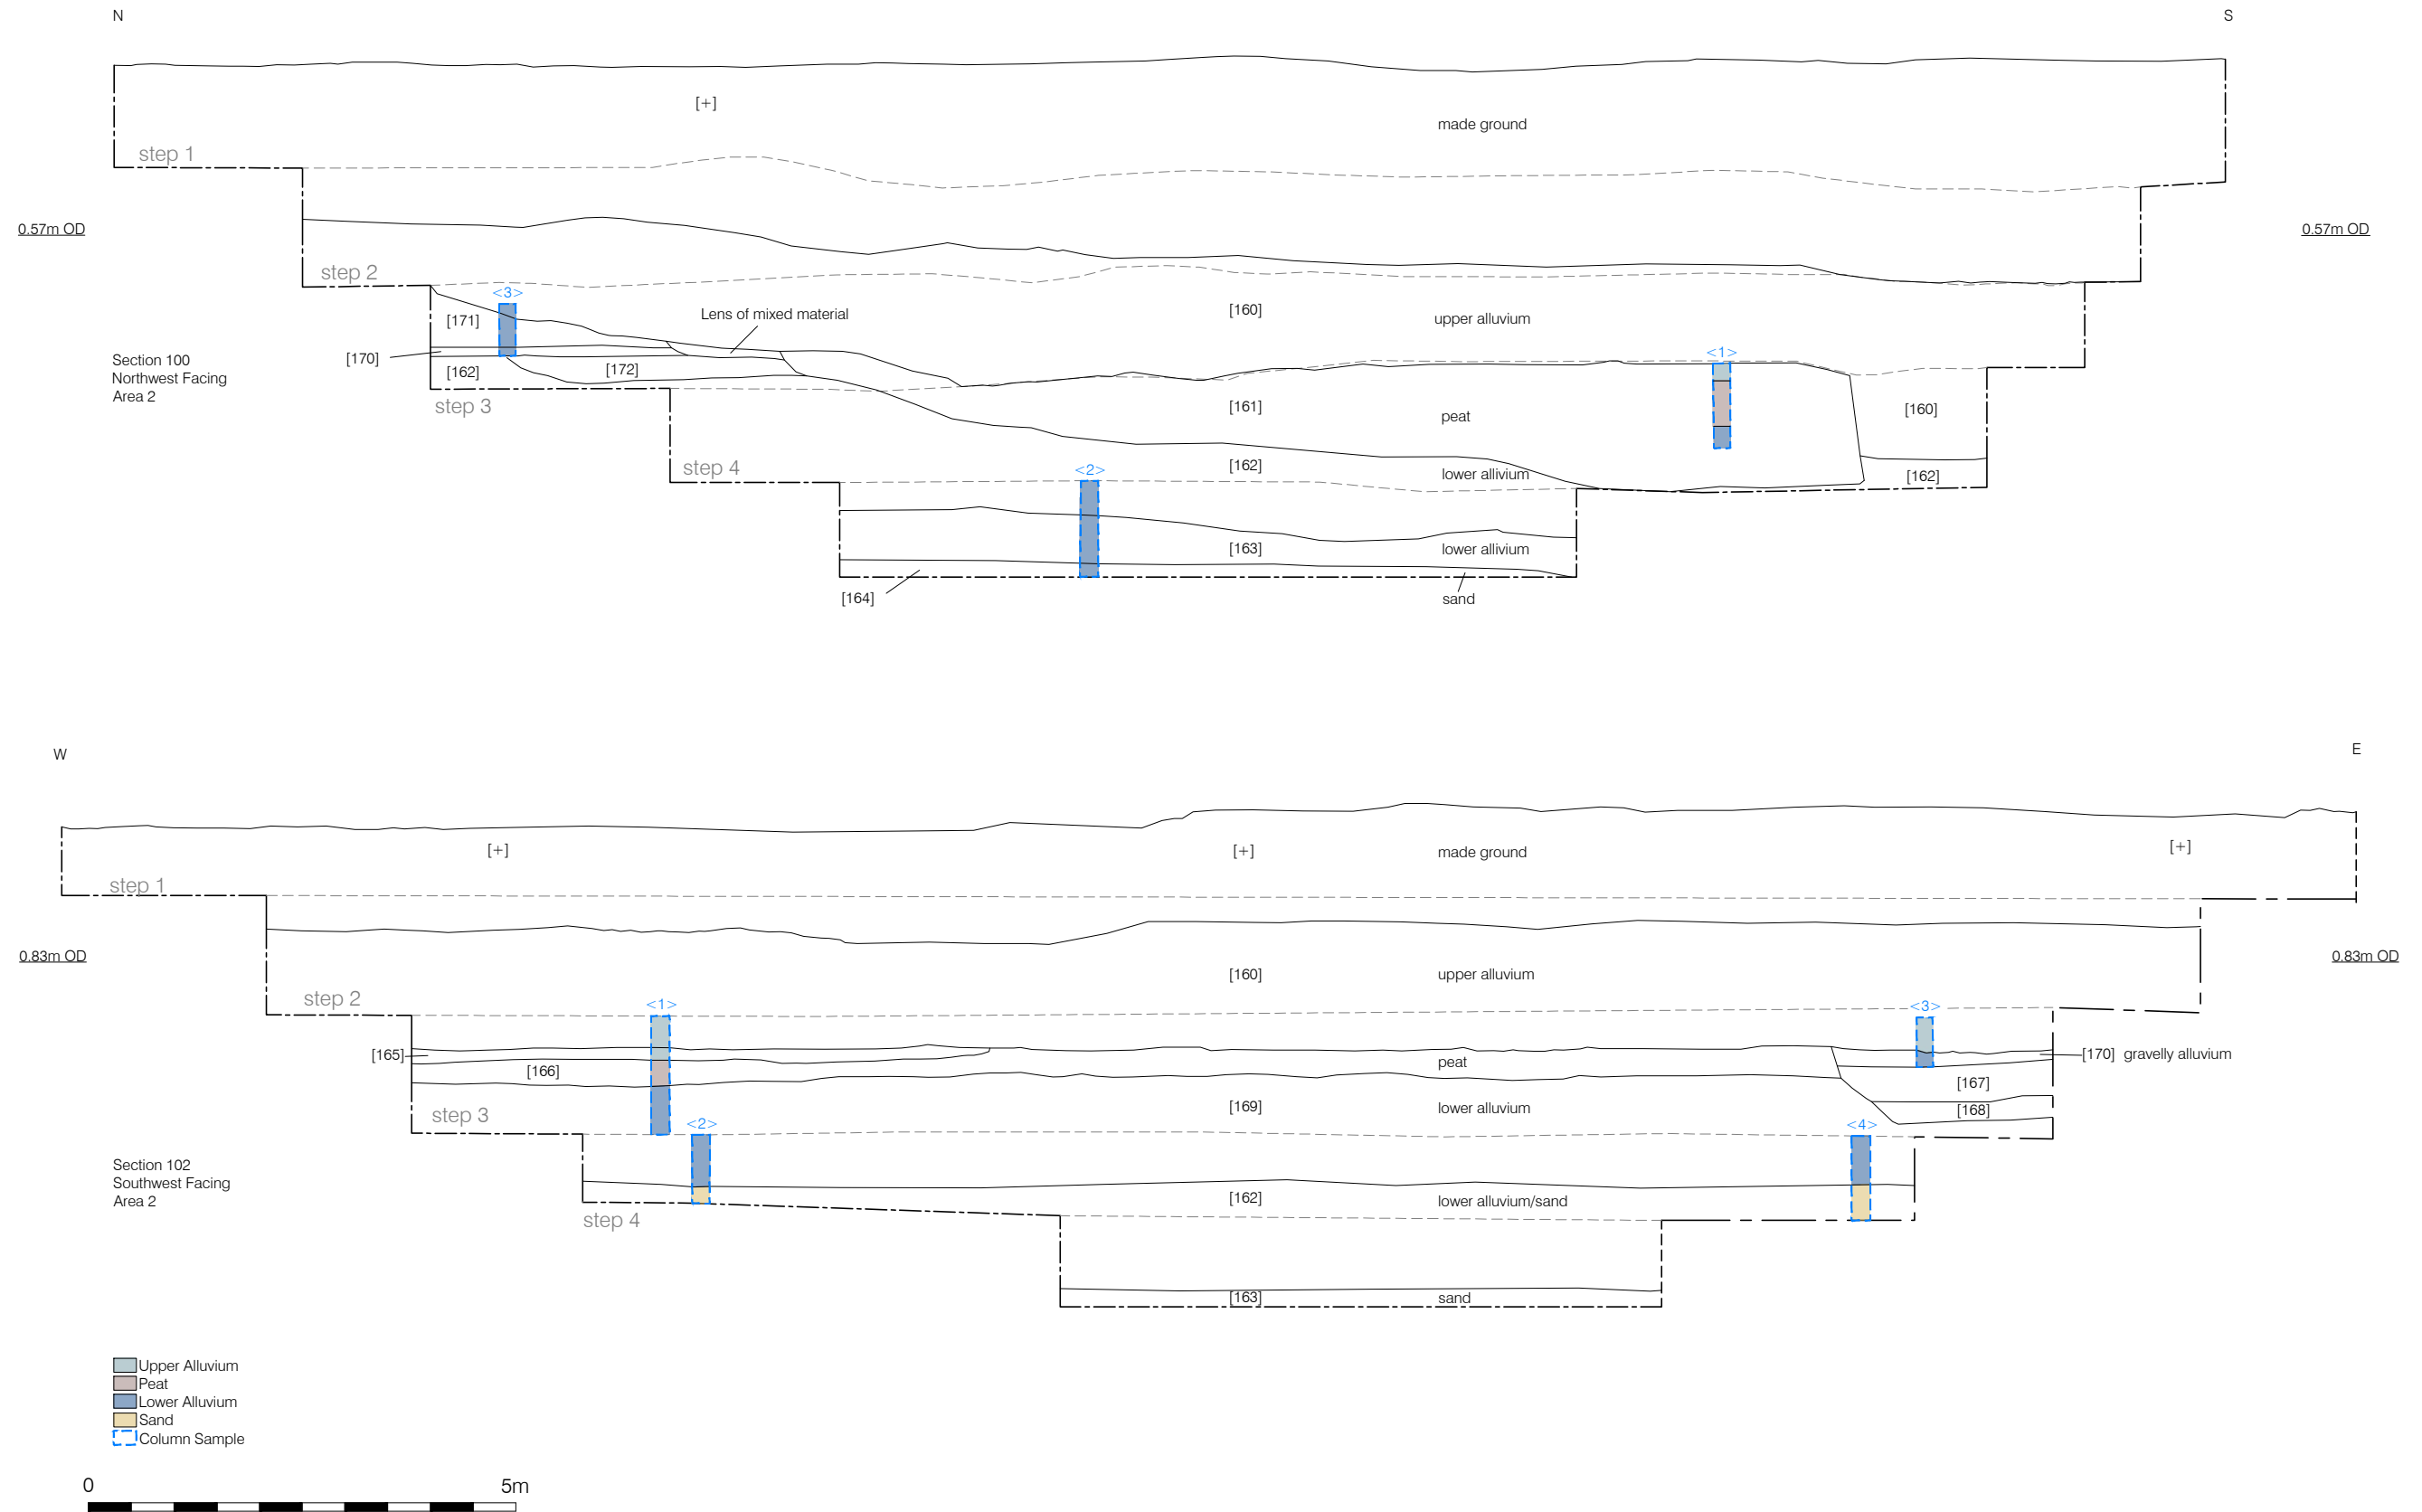 N
S
[+]
made ground
step 1
0.57m OD
0.57m OD
step 2
<3>
[160]
upper alluvium
Lens of mixed material
[171]
[170]
<1>
Section 100
Northwest Facing
Area 2
[162]
[172]
step 3
[161]
peat
[160]
step 4
<2>
[162]
lower allivium
[162]
[163]
lower allivium
[164]
sand
W
E
[+]
[+]
made ground
[+]
step 1
0.83m OD
0.83m OD
[160]
upper alluvium
step 2
<1>
<3>
[165]
peat
[170] gravelly alluvium
[166]
[167]
step 3
[169]
lower alluvium
[168]
<2>
<4>
Section 102
Southwest Facing
Area 2
[162]
lower alluvium/sand
step 4
[163]
sand
Upper Alluvium
Peat
Lower Alluvium
Sand
Column Sample
0
5m